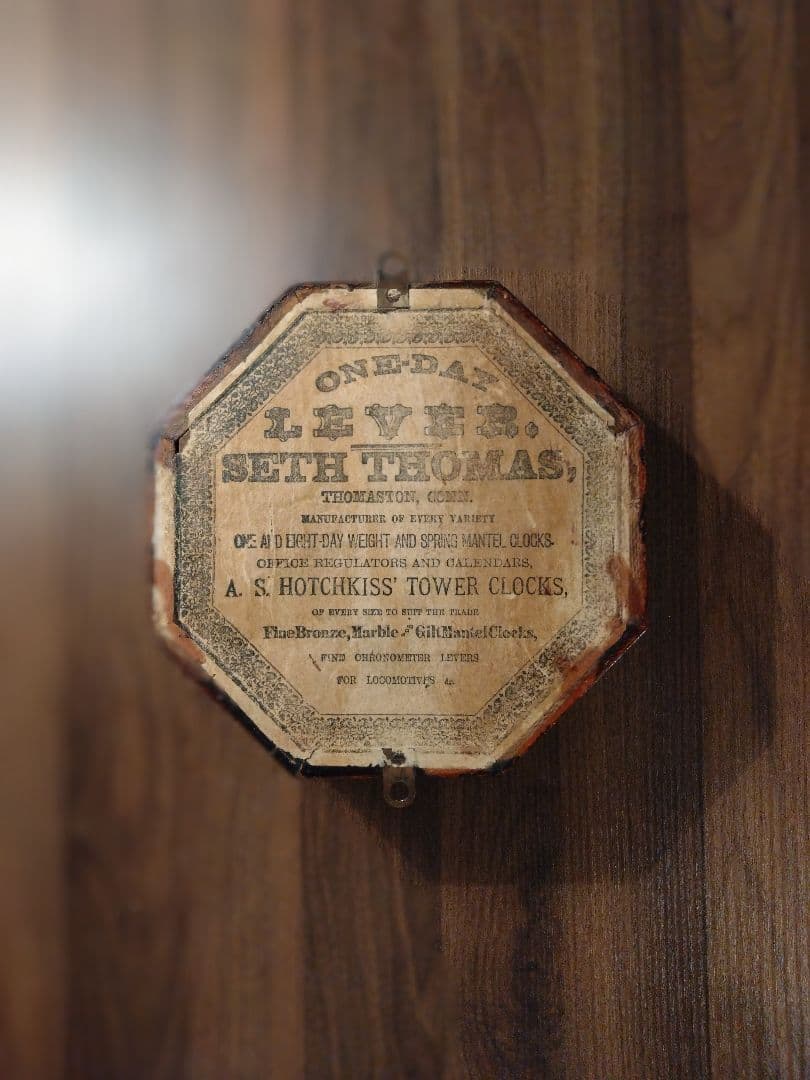 ONE-DAY
LEVER.
SETH THOMAS,
THOMASTON, CONN.
MANUFACTURER OF EVERY VARIETY
ONE AND EIGHT-DAY WEIGHT AND SPRING MANTEL CLOCKS.
OFFICE REGULATORS AND CALENDARS,
A. S. HOTCHKISS' TOWER CLOCKS,
OF EVERY SIZE TO SUIT THE TRADE
Fine Bronze, Marble and Gilt Mantel Clocks,
FINE CHRONOMETER LEVERS
FOR LOCOMOTIVES &c.